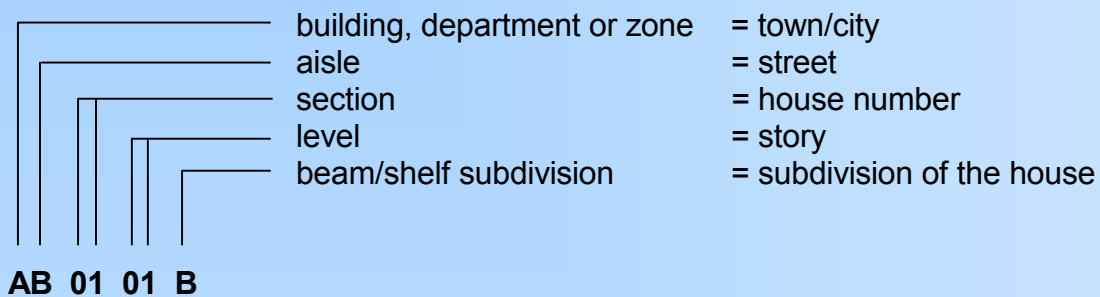 building, department or zone = town/city
aisle = street
section = house number
level = story
beam/shelf subdivision = subdivision of the house
AB 01 01 B